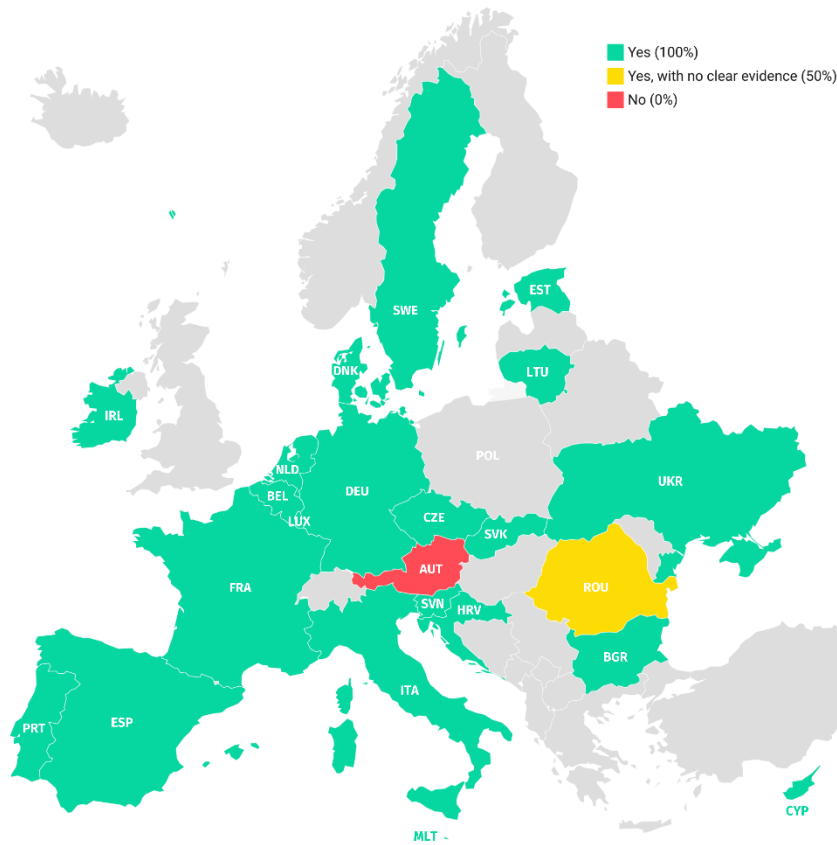 Yes (100%)
Yes, with no clear evidence (50%)
No (0%)
EST
SWE
DNK
LTU
IRL
POL
NLD
UKR
DEU
BEL
CZE
LUX
SVK
AUT
FRA
ROU
SVN
HRV
BGR
ITA
ESP
PRT
CYP
MLT